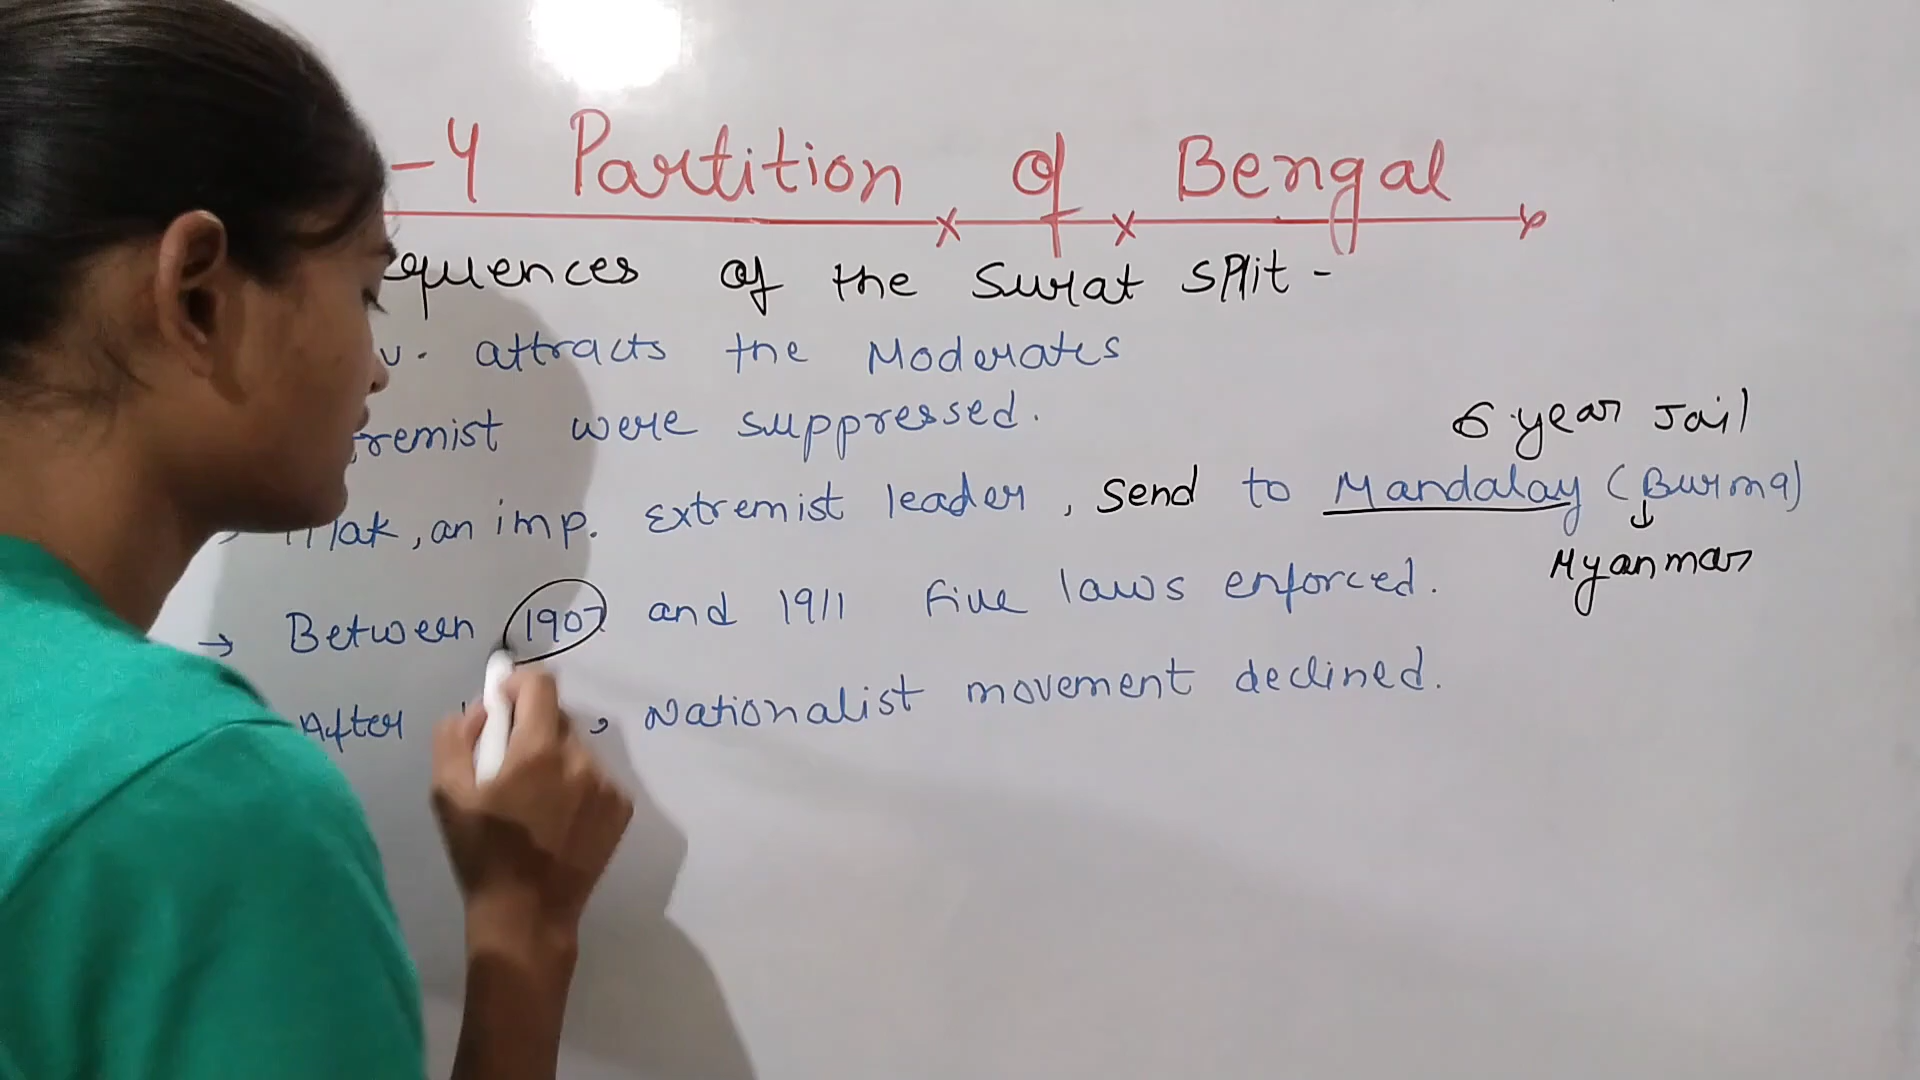 -4 Partition of Bengal
quences of the Surat Split -
attracts the Moderates
remist were suppressed.
6 year Jail
lak, an imp. Extremist leader, Send to Mandalay (Burma)
Myanmar
→ Between 1907 and 1911 Five laws enforced.
After , Nationalist movement declined.